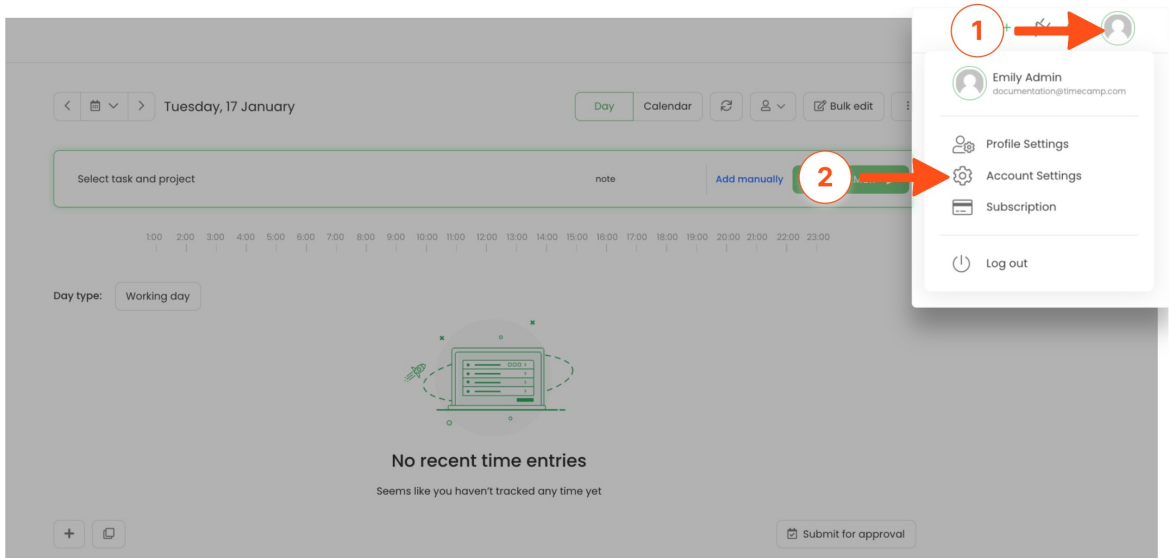 1
Emily Admin
documentation@timecamp.com
Tuesday, 17 January
Day Calendar Bulk edit
Profile Settings
Select task and project note Add manually
2
Account Settings
Subscription
1:00 2:00 3:00 4:00 5:00 6:00 7:00 8:00 9:00 10:00 11:00 12:00 13:00 14:00 15:00 16:00 17:00 18:00 19:00 20:00 21:00 22:00 23:00
Log out
Day type: Working day
No recent time entries
Seems like you haven't tracked any time yet
Submit for approval